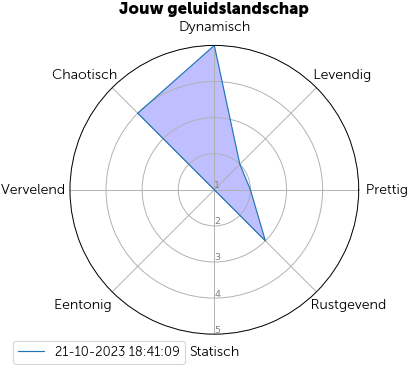 Jouw geluidslandschap
Dynamisch
Chaotisch
Levendig
Vervelend
1
Prettig
2
3
Eentonig
4
Rustgevend
5
21-10-2023 18:41:09
Statisch